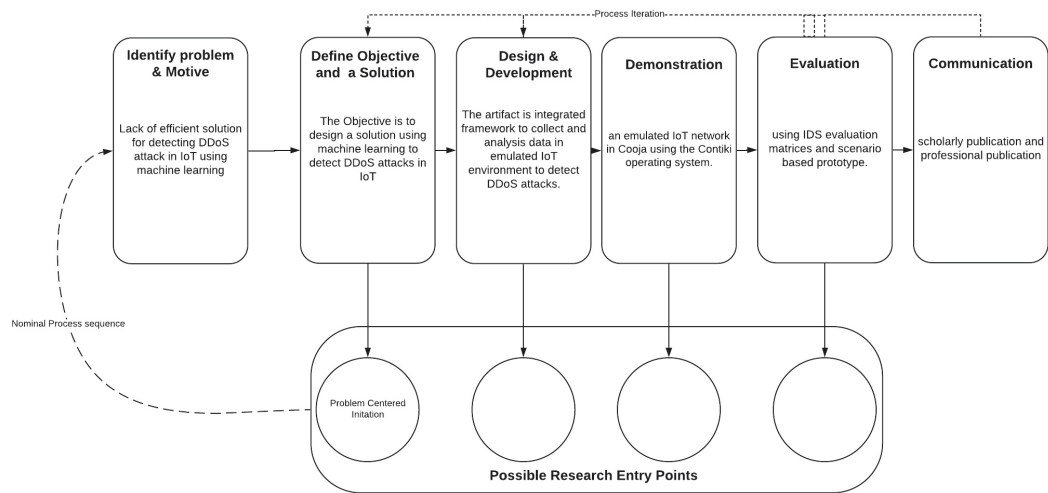 Process Iteration
Identify problem
& Motive
Lack of efficient solution
for detecting DDoS
attack in IoT using
machine learning
Define Objective
and a Solution
The Objective is to
design a solution using
machine learning to
detect DDoS attacks in
IoT
Design &
Development
The artifact is integrated
framework to collect and
analysis data in
emulated IoT
environment to detect
DDoS attacks.
Demonstration
an emulated IoT network
in Cooja using the Contiki
operating system.
Evaluation
using IDS evaluation
matrices and scenario
based prototype.
Communication
scholarly publication and
professional publication
Nominal Process sequence
Problem Centered
Initation
Possible Research Entry Points